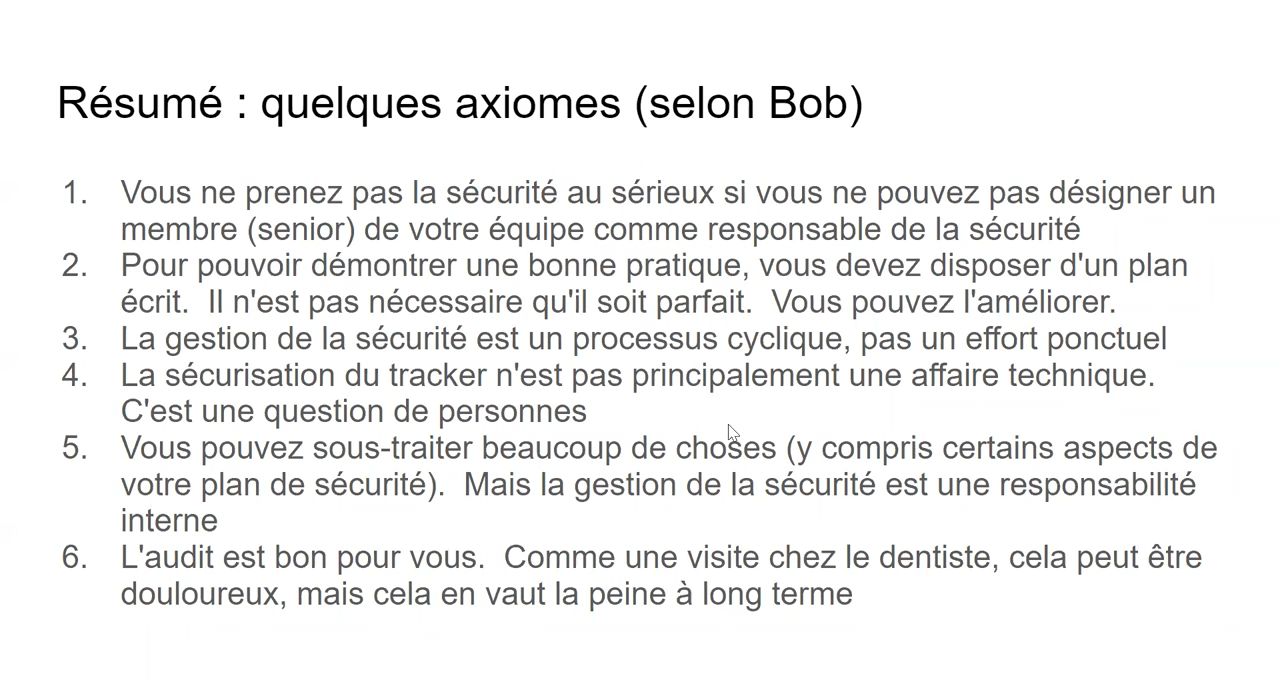 Résumé : quelques axiomes (selon Bob)
1. Vous ne prenez pas la sécurité au sérieux si vous ne pouvez pas désigner un
membre (senior) de votre équipe comme responsable de la sécurité
2. Pour pouvoir démontrer une bonne pratique, vous devez disposer d'un plan
écrit.  Il n'est pas nécessaire qu'il soit parfait.  Vous pouvez l'améliorer.
3. La gestion de la sécurité est un processus cyclique, pas un effort ponctuel
4. La sécurisation du tracker n'est pas principalement une affaire technique.
C'est une question de personnes
5. Vous pouvez sous-traiter beaucoup de choses (y compris certains aspects de
votre plan de sécurité).  Mais la gestion de la sécurité est une responsabilité
interne
6. L'audit est bon pour vous.  Comme une visite chez le dentiste, cela peut être
douloureux, mais cela en vaut la peine à long terme